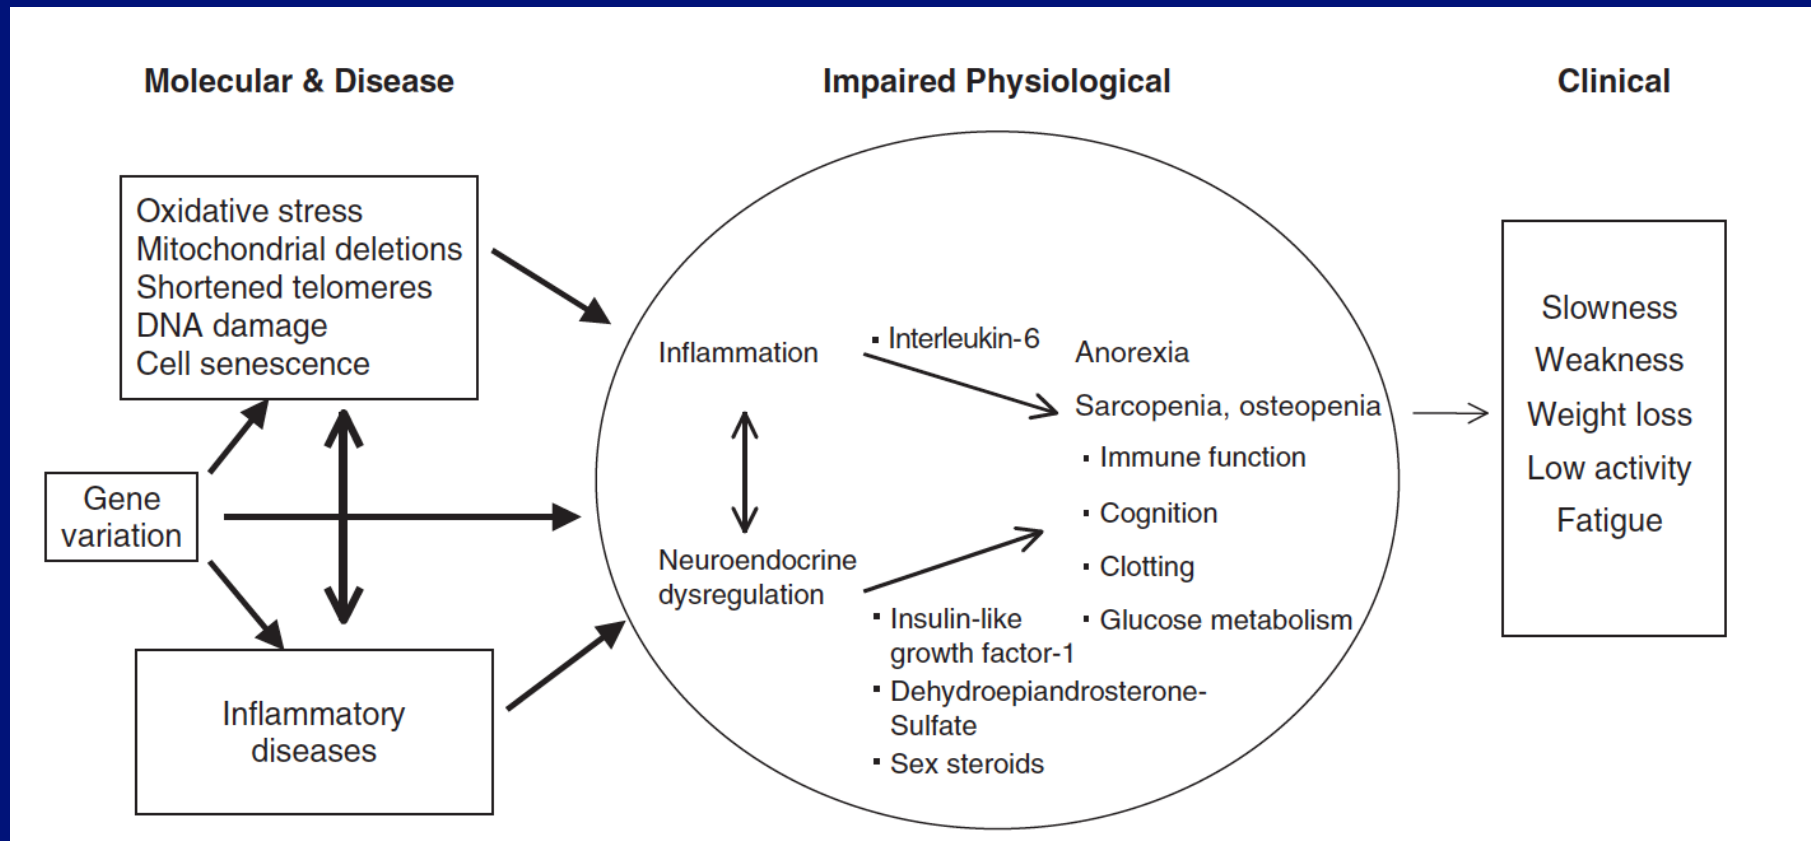 Molecular & Disease
Impaired Physiological
Clinical
Oxidative stress
Mitochondrial deletions
Shortened telomeres
DNA damage
Cell senescence
Gene
variation
Inflammatory
diseases
Inflammation
▪ Interleukin-6
Neuroendocrine
dysregulation
▪ Insulin-like
growth factor-1
▪ Dehydroepiandrosterone-
Sulfate
▪ Sex steroids
Anorexia
Sarcopenia, osteopenia
▪ Immune function
▪ Cognition
▪ Clotting
▪ Glucose metabolism
Slowness
Weakness
Weight loss
Low activity
Fatigue